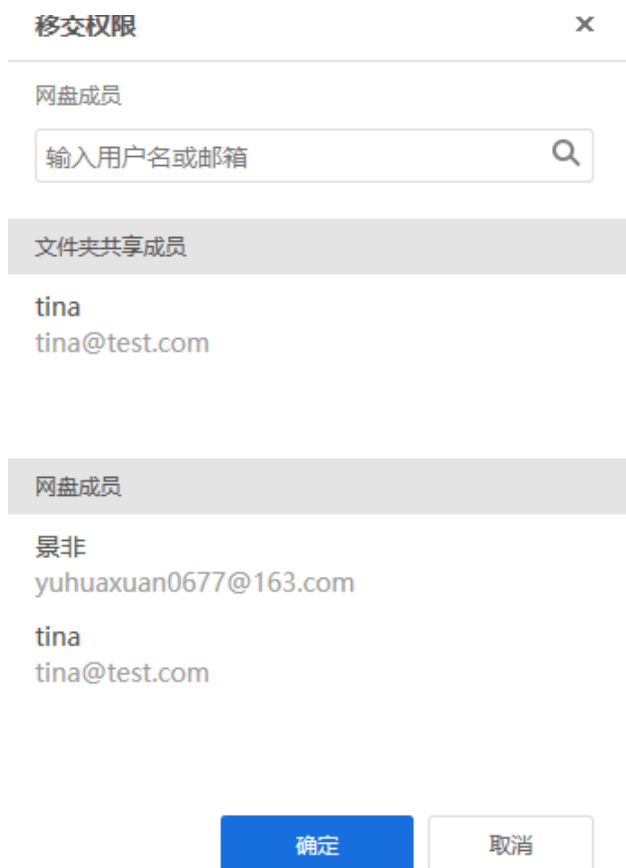 移交权限
网盘成员
输入用户名或邮箱
文件夹共享成员
tina
tina@test.com
网盘成员
景非
yuhuaxuan0677@163.com
tina
tina@test.com
确定
取消